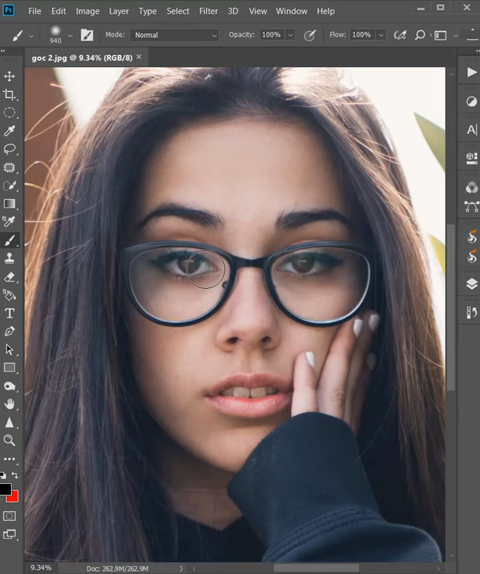 Ps File Edit Image Layer Type Select Filter 3D View Window Help
940 Mode: Normal Opacity: 100% Flow: 100%
goc 2.jpg @ 9.34% (RGB/8) ×
T
A
9.34% Doc: 262.9M/262.9M